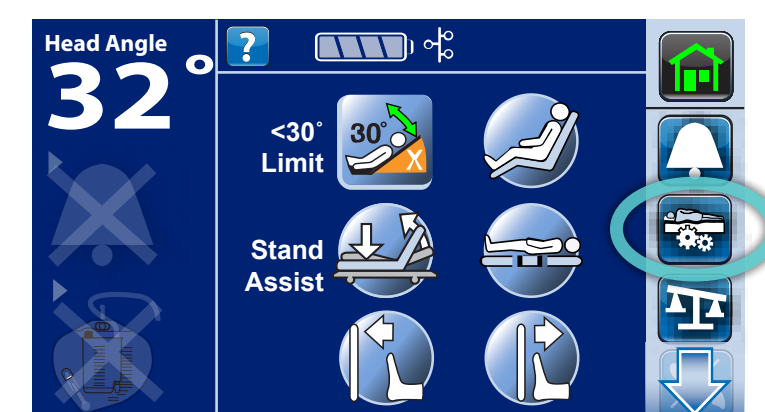 Head Angle
32°
?
<30°
Limit
30°
X
Stand
Assist